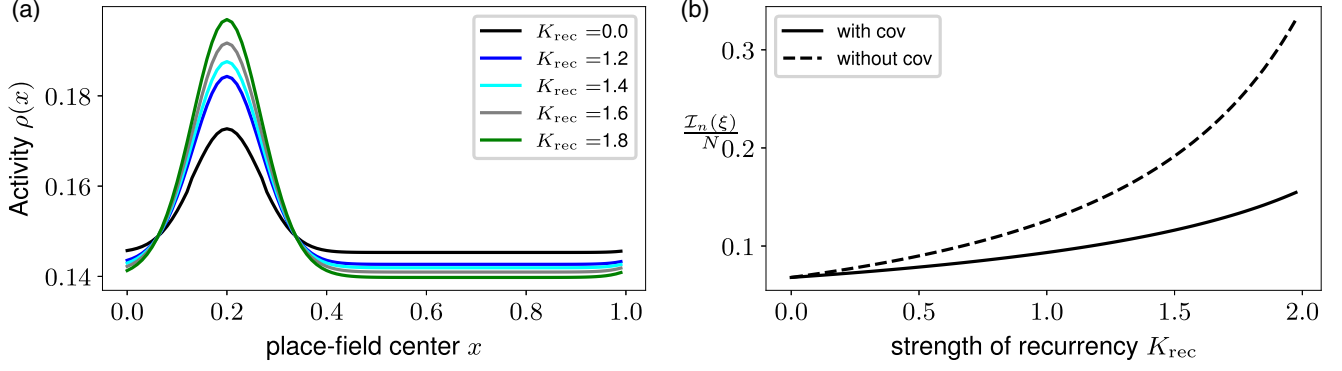 (a)
Activity ρ(x)
0.18
0.16
0.14
0.0 0.2 0.4 0.6 0.8 1.0
place-field center x
K_rec =0.0
K_rec =1.2
K_rec =1.4
K_rec =1.6
K_rec =1.8
(b)
ℐ_n(ξ)/N
0.3
0.2
0.1
0.0 0.5 1.0 1.5 2.0
strength of recurrency K_rec
with cov
without cov